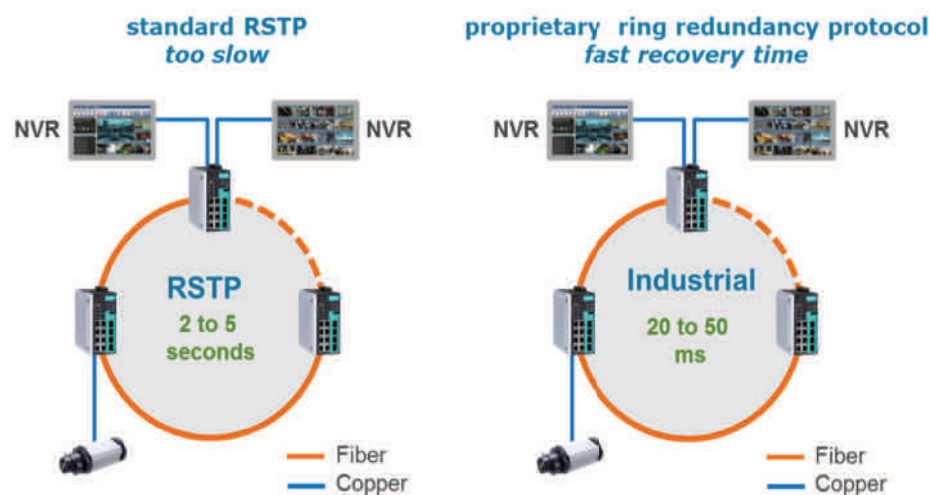 standard RSTP
too slow
NVR
NVR
RSTP
2 to 5
seconds
Fiber
Copper
proprietary ring redundancy protocol
fast recovery time
NVR
NVR
Industrial
20 to 50
ms
Fiber
Copper